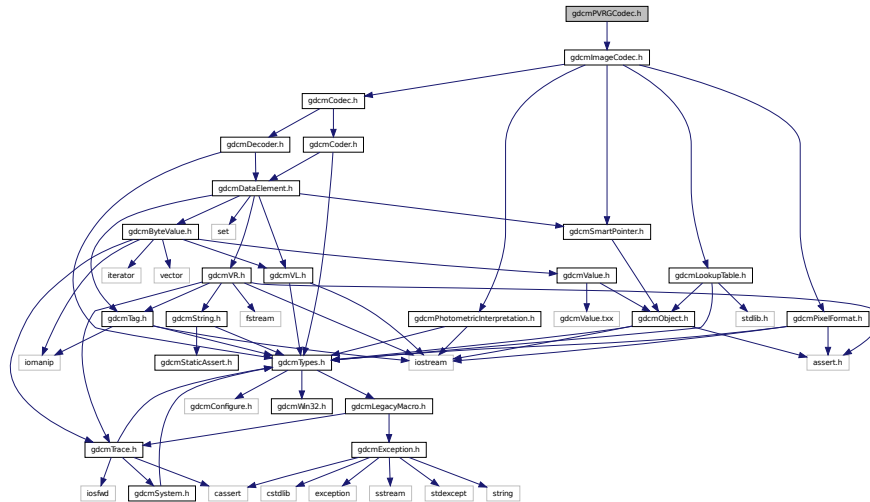 gdcmPVRGCodec.h
gdcmImageCodec.h
gdcmCodec.h
gdcmDecoder.h
gdcmCoder.h
gdcmDataElement.h
gdcmByteValue.h
set
gdcmSmartPointer.h
iterator
vector
gdcmVR.h
gdcmVL.h
gdcmValue.h
gdcmLookupTable.h
gdcmTag.h
gdcmString.h
fstream
gdcmPhotometricInterpretation.h
gdcmValue.txx
gdcmObject.h
stdlib.h
gdcmPixelFormat.h
iomanip
gdcmStaticAssert.h
gdcmTypes.h
iostream
assert.h
gdcmConfigure.h
gdcmWin32.h
gdcmLegacyMacro.h
gdcmTrace.h
gdcmException.h
iosfwd
gdcmSystem.h
cassert
cstdlib
exception
sstream
stdexcept
string